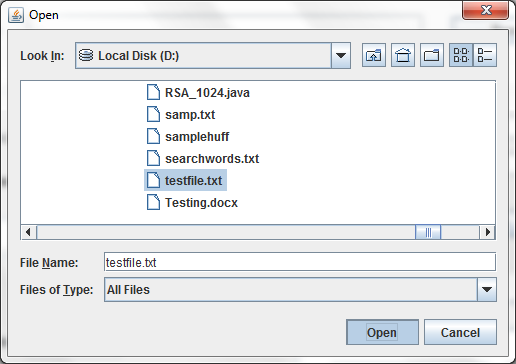 Open
Look In: Local Disk (D:)
RSA_1024.java
samp.txt
samplehuff
searchwords.txt
testfile.txt
Testing.docx
File Name: testfile.txt
Files of Type: All Files
Open Cancel